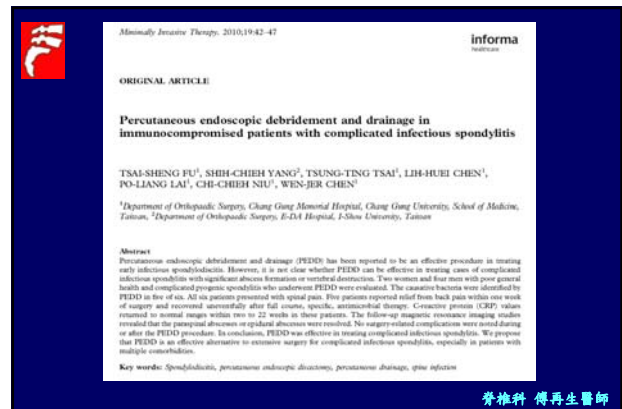 Minimally Invasive Therapy. 2010;19:42–47
informa
healthcare
ORIGINAL ARTICLE
Percutaneous endoscopic debridement and drainage in
immunocompromised patients with complicated infectious spondylitis
TSAI-SHENG FU¹, SHIH-CHIEH YANG², TSUNG-TING TSAI¹, LIH-HUEI CHEN¹,
PO-LIANG LAI¹, CHI-CHIEH NIU¹, WEN-JER CHEN¹
¹Department of Orthopaedic Surgery, Chang Gung Memorial Hospital, Chang Gung University, School of Medicine,
Taiwan, ²Department of Orthopaedic Surgery, E-DA Hospital, I-Shou University, Taiwan
Abstract
Percutaneous endoscopic debridement and drainage (PEDD) has been reported to be an effective procedure in treating
early infectious spondylodiscitis. However, it is not clear whether PEDD can be effective in treating cases of complicated
infectious spondylitis with significant abscess formation or vertebral destruction. Two women and four men with poor general
health and complicated pyogenic spondylitis who underwent PEDD were evaluated. The causative bacteria were identified by
PEDD in five of six. All six patients presented with spinal pain. Five patients reported relief from back pain within one week
of surgery and recovered uneventfully after full course, specific, antimicrobial therapy. C-reactive protein (CRP) values
returned to normal ranges within two to 22 weeks in these patients. The follow-up magnetic resonance imaging studies
revealed that the paraspinal abscesses or epidural abscesses were resolved. No surgery-related complications were noted during
or after the PEDD procedure. In conclusion, PEDD was effective in treating complicated infectious spondylitis. We propose
that PEDD is an effective alternative to extensive surgery for complicated infectious spondylitis, especially in patients with
multiple comorbidities.
Key words: Spondylodiscitis, percutaneous endoscopic discectomy, percutaneous drainage, spine infection
脊椎科 傅再生醫師